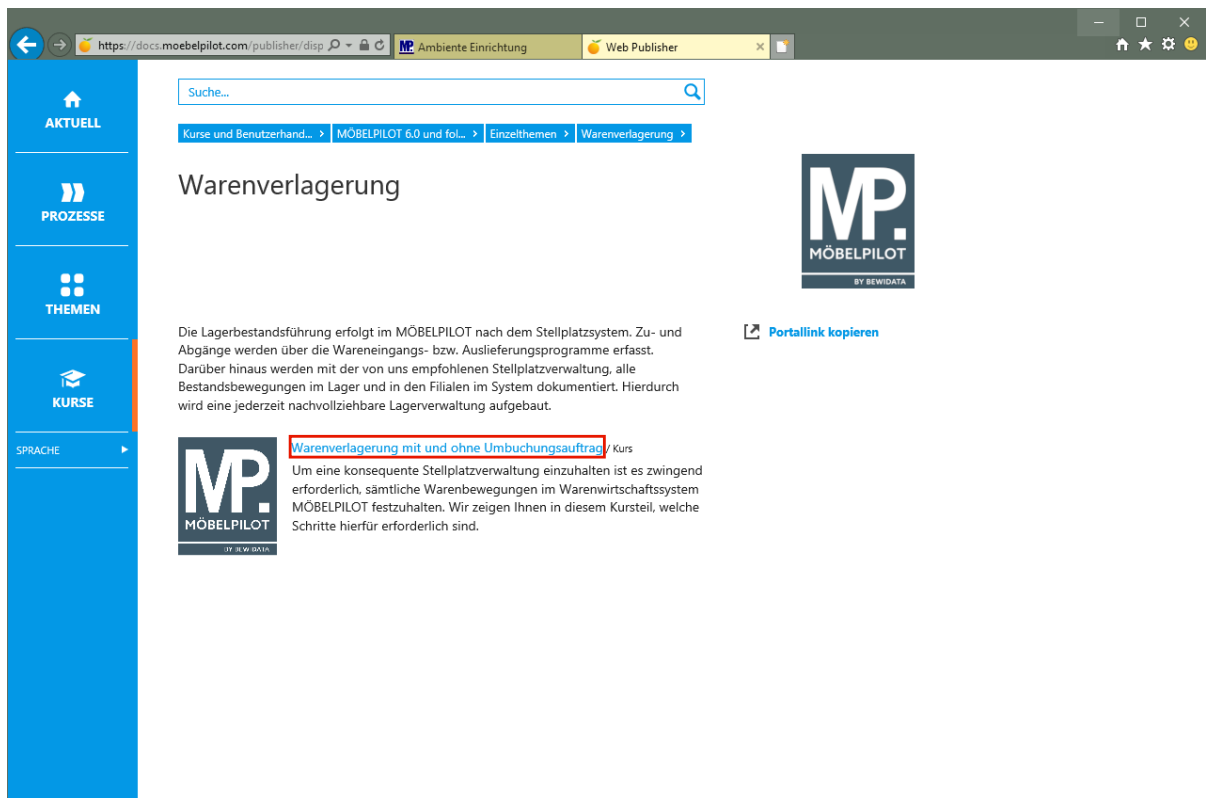 https://docs.moebelpilot.com/publisher/disp
MP. Ambiente Einrichtung
Web Publisher
AKTUELL
PROZESSE
THEMEN
KURSE
SPRACHE
Suche...
Kurse und Benutzerhand... > MÖBELPILOT 6.0 und fol... > Einzelthemen > Warenverlagerung >
Warenverlagerung
MP.
MÖBELPILOT
BY BEWIDATA
Die Lagerbestandsführung erfolgt im MÖBELPILOT nach dem Stellplatzsystem. Zu- und
Abgänge werden über die Wareneingangs- bzw. Auslieferungsprogramme erfasst.
Darüber hinaus werden mit der von uns empfohlenen Stellplatzverwaltung, alle
Bestandsbewegungen im Lager und in den Filialen im System dokumentiert. Hierdurch
wird eine jederzeit nachvollziehbare Lagerverwaltung aufgebaut.
Portallink kopieren
MP.
MÖBELPILOT
BY BEWIDATA
Warenverlagerung mit und ohne Umbuchungsauftrag / Kurs
Um eine konsequente Stellplatzverwaltung einzuhalten ist es zwingend
erforderlich, sämtliche Warenbewegungen im Warenwirtschaftssystem
MÖBELPILOT festzuhalten. Wir zeigen Ihnen in diesem Kursteil, welche
Schritte hierfür erforderlich sind.